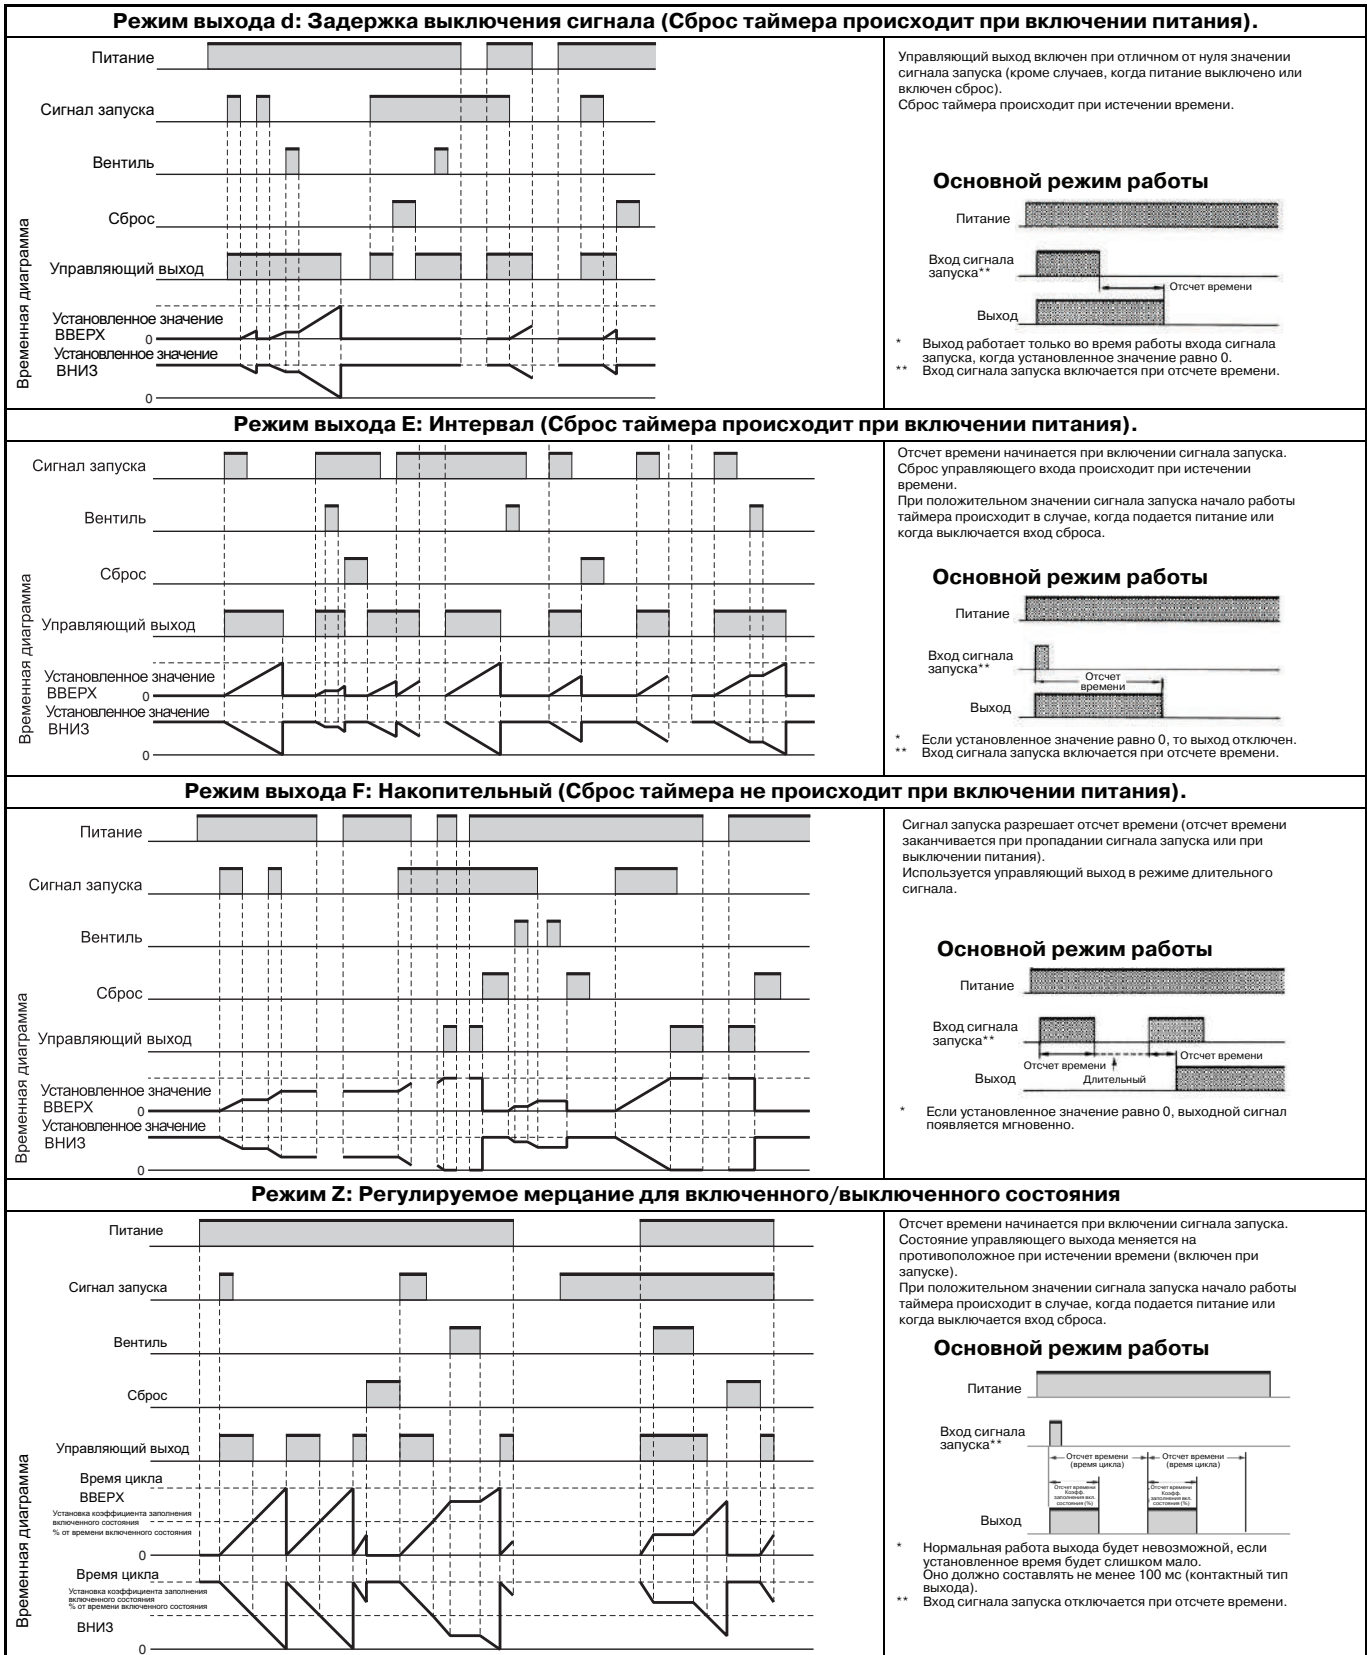 Режим выхода d: Задержка выключения сигнала (Сброс таймера происходит при включении питания).
Временная диаграмма
Питание
Сигнал запуска
Вентиль
Сброс
Управляющий выход
Установленное значение
ВВЕРХ
0
Установленное значение
ВНИЗ
0
Управляющий выход включен при отличном от нуля значении
сигнала запуска (кроме случаев, когда питание выключено или
включен сброс).
Сброс таймера происходит при истечении времени.
Основной режим работы
Питание
Вход сигнала
запуска**
Отсчет времени
Выход
* Выход работает только во время работы входа сигнала
запуска, когда установленное значение равно 0.
** Вход сигнала запуска включается при отсчете времени.
Режим выхода E: Интервал (Сброс таймера происходит при включении питания).
Временная диаграмма
Сигнал запуска
Вентиль
Сброс
Управляющий выход
Установленное значение
ВВЕРХ
0
Установленное значение
ВНИЗ
0
Отсчет времени начинается при включении сигнала запуска.
Сброс управляющего входа происходит при истечении
времени.
При положительном значении сигнала запуска начало работы
таймера происходит в случае, когда подается питание или
когда выключается вход сброса.
Основной режим работы
Питание
Вход сигнала
запуска**
Отсчет
времени
Выход
* Если установленное значение равно 0, то выход отключен.
** Вход сигнала запуска включается при отсчете времени.
Режим выхода F: Накопительный (Сброс таймера не происходит при включении питания).
Временная диаграмма
Питание
Сигнал запуска
Вентиль
Сброс
Управляющий выход
Установленное значение
ВВЕРХ
0
Установленное значение
ВНИЗ
0
Сигнал запуска разрешает отсчет времени (отсчет времени
заканчивается при пропадании сигнала запуска или при
выключении питания).
Используется управляющий выход в режиме длительного
сигнала.
Основной режим работы
Питание
Вход сигнала
запуска**
Отсчет времени
Отсчет времени
Длительный
Выход
* Если установленное значение равно 0, выходной сигнал
появляется мгновенно.
Режим Z: Регулируемое мерцание для включенного/выключенного состояния
Временная диаграмма
Питание
Сигнал запуска
Вентиль
Сброс
Управляющий выход
Время цикла
ВВЕРХ
Установка коэффициента заполнения
включенного состояния
% от времени включенного состояния
0
Время цикла
Установка коэффициента заполнения
включенного состояния
% от времени включенного состояния
ВНИЗ
0
Отсчет времени начинается при включении сигнала запуска.
Состояние управляющего выхода меняется на
противоположное при истечении времени (включен при
запуске).
При положительном значении сигнала запуска начало работы
таймера происходит в случае, когда подается питание или
когда выключается вход сброса.
Основной режим работы
Питание
Вход сигнала
запуска**
Отсчет времени
(время цикла)
Отсчет времени
(время цикла)
Отсчет времени
Коэфф.
заполнения вкл.
состояния (%)
Отсчет времени
Коэфф.
заполнения вкл.
состояния (%)
Выход
* Нормальная работа выхода будет невозможной, если
установленное время будет слишком мало.
Оно должно составлять не менее 100 мс (контактный тип
выхода).
** Вход сигнала запуска отключается при отсчете времени.